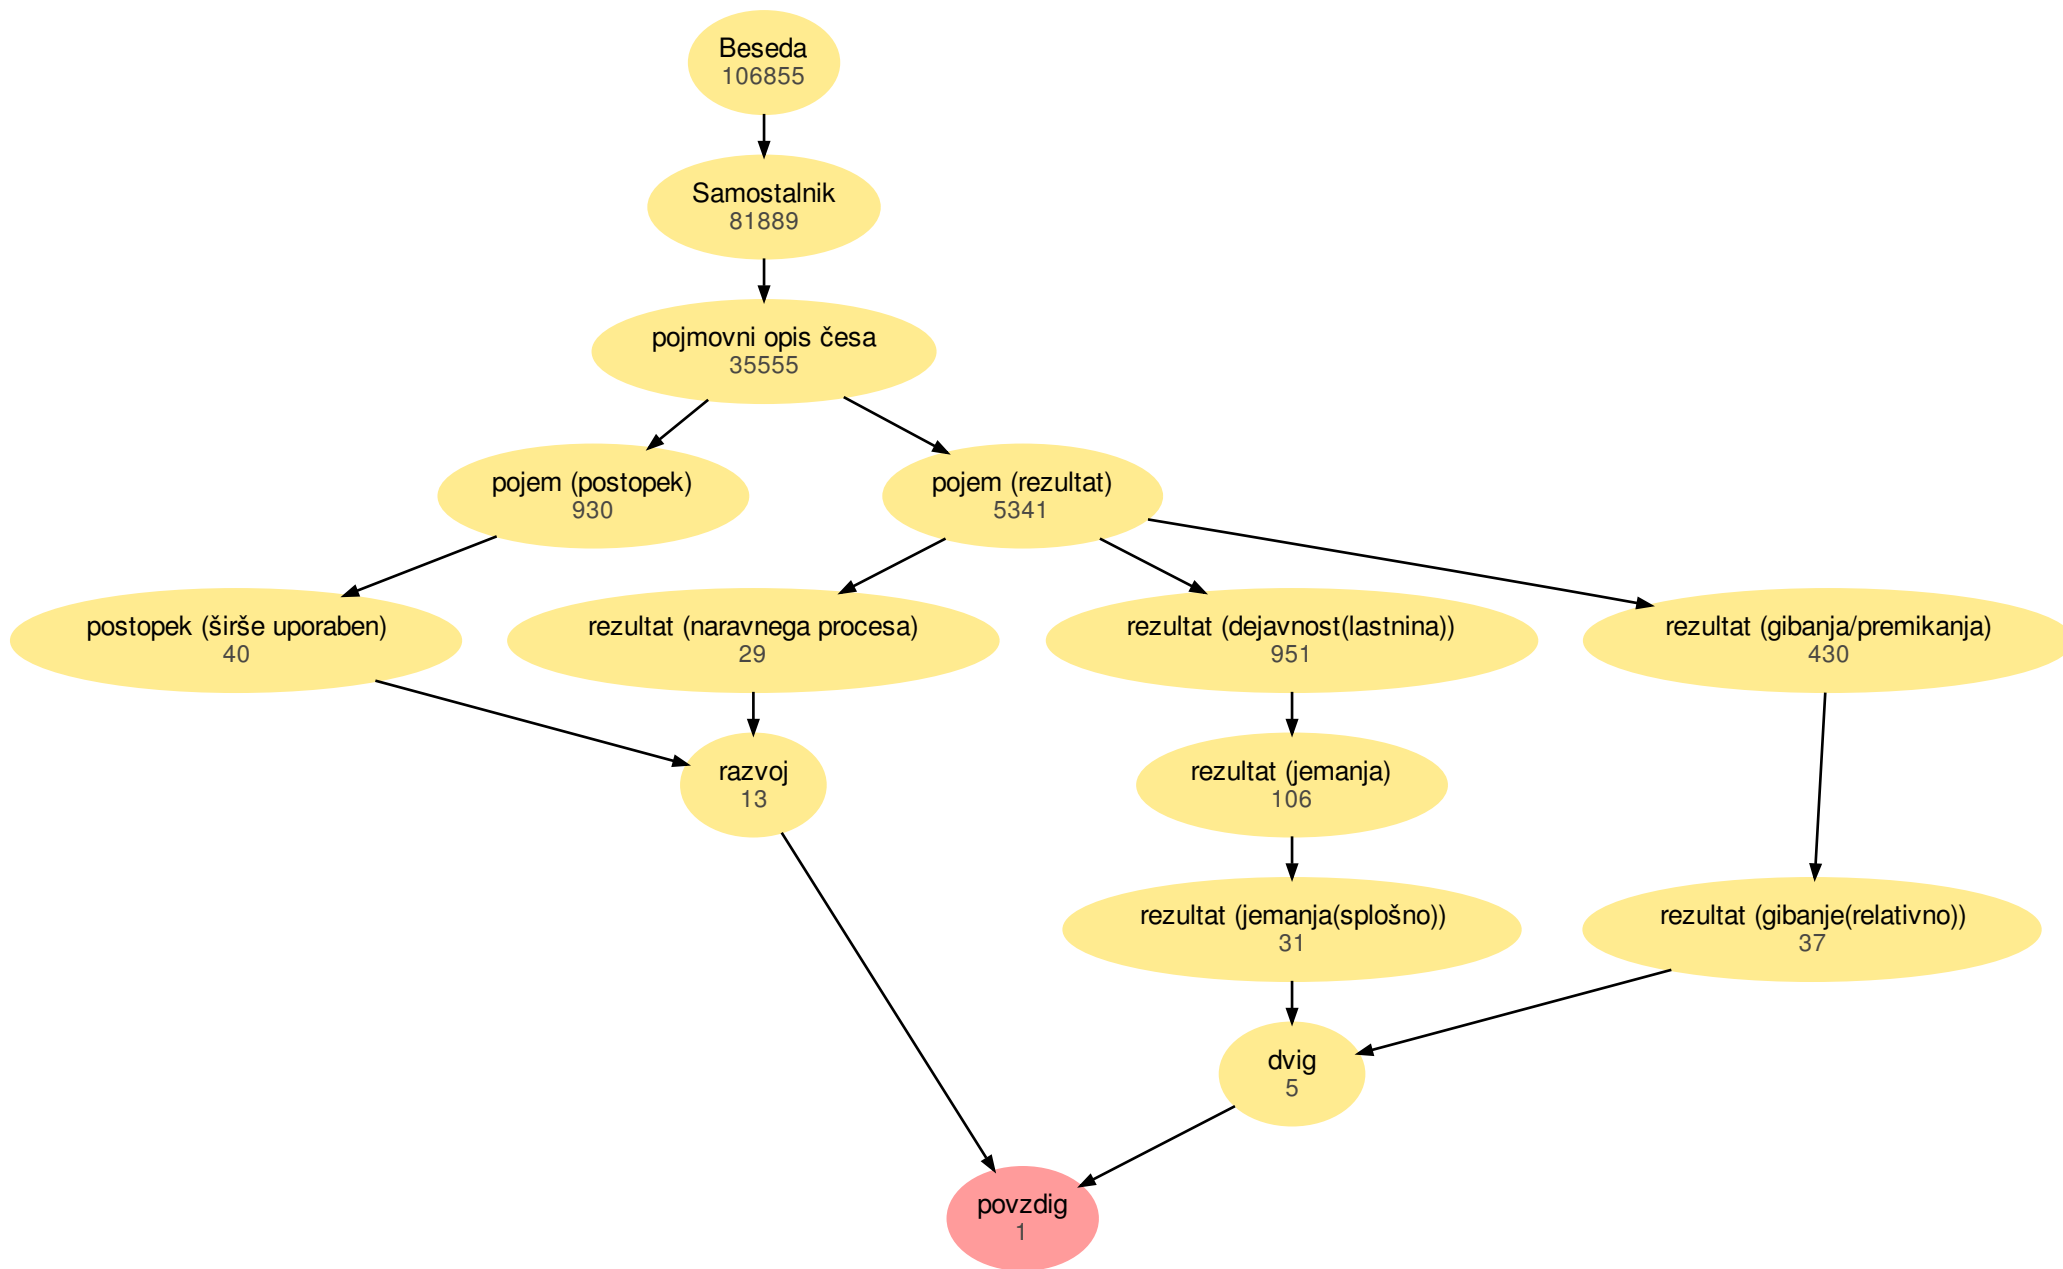 Beseda
106855
Samostalnik
81889
pojmovni opis česa
35555
pojem (postopek)
930
pojem (rezultat)
5341
postopek (širše uporaben)
40
rezultat (naravnega procesa)
29
rezultat (dejavnost(lastnina))
951
rezultat (gibanja/premikanja)
430
razvoj
13
rezultat (jemanja)
106
rezultat (jemanja(splošno))
31
rezultat (gibanje(relativno))
37
dvig
5
povzdig
1